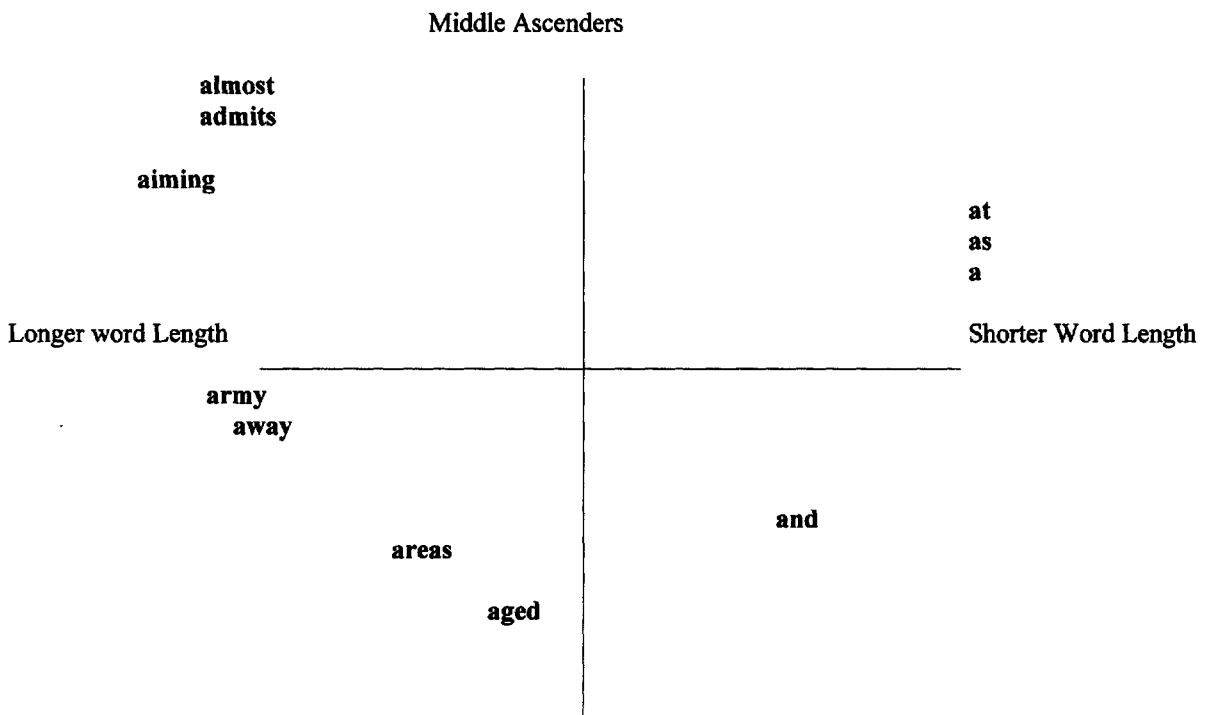 Middle Ascenders
almost
admits
aiming
at
as
a
Longer word Length
Shorter Word Length
army
away
and
areas
aged